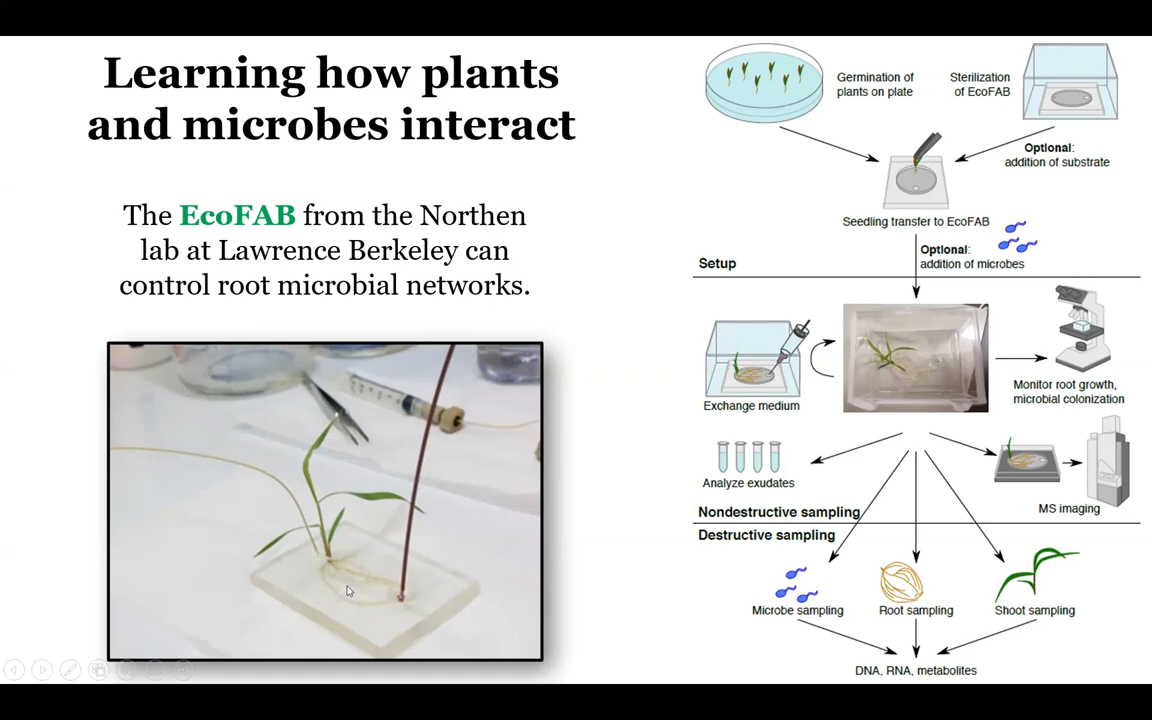 Learning how plants
and microbes interact
The EcoFAB from the Northen
lab at Lawrence Berkeley can
control root microbial networks.
Germination of
plants on plate
Sterilization
of EcoFAB
Optional:
addition of substrate
Seedling transfer to EcoFAB
Optional:
addition of microbes
Setup
Exchange medium
Monitor root growth,
microbial colonization
Analyze exudates
MS imaging
Nondestructive sampling
Destructive sampling
Microbe sampling
Root sampling
Shoot sampling
DNA, RNA, metabolites